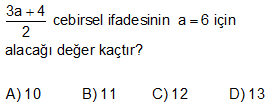 (3a + 4)/2 cebirsel ifadesinin a = 6 için
alacağı değer kaçtır?
A) 10 B) 11 C) 12 D) 13